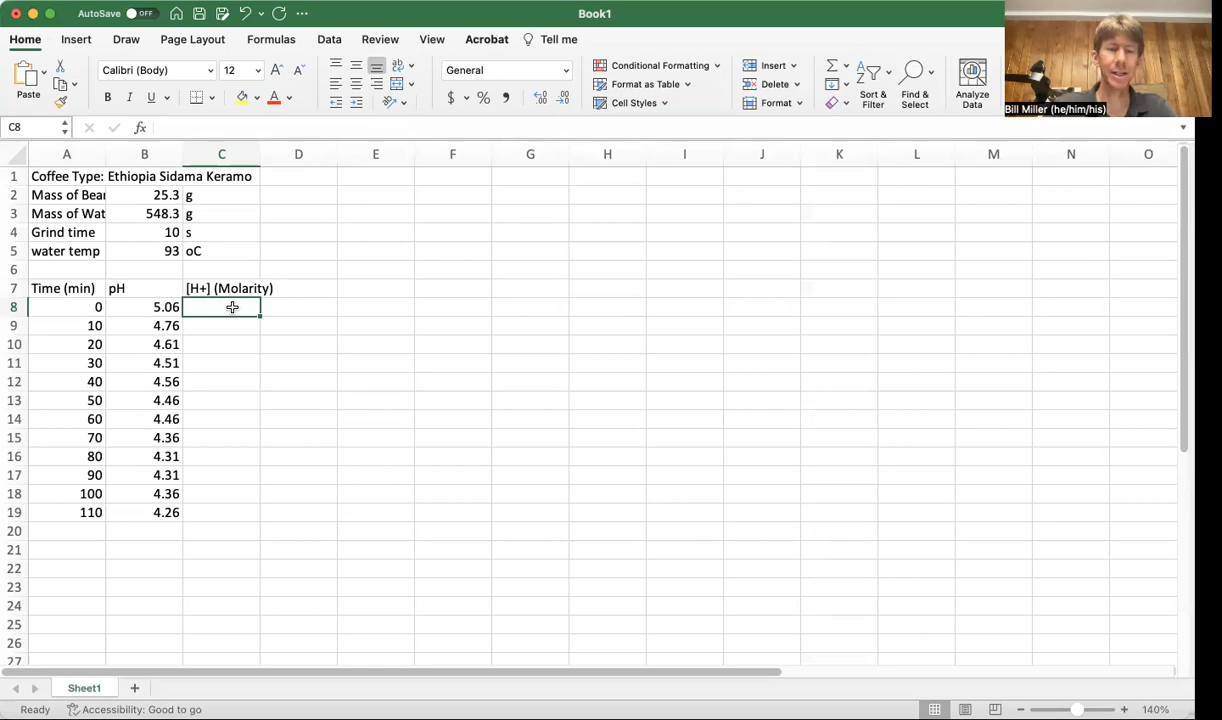 AutoSave OFF Book1
Home Insert Draw Page Layout Formulas Data Review View Automate Acrobat Tell me
Paste
Calibri (Body) 12 General
B I U
Conditional Formatting
Format as Table
Cell Styles
Insert
Delete
Format
Sort &
Filter
Find &
Select
Analyze
Data
Bill Miller (he/him/his)
C8 fx
A B C D E F G H I J K L M N O
1 Coffee Type: Ethiopia Sidama Keramo
2 Mass of Bean 25.3 g
3 Mass of Wat 548.3 g
4 Grind time 10 s
5 water temp 93 oC
6
7 Time (min) pH [H+] (Molarity)
8 0 5.06
9 10 4.76
10 20 4.61
11 30 4.51
12 40 4.56
13 50 4.46
14 60 4.46
15 70 4.36
16 80 4.31
17 90 4.31
18 100 4.36
19 110 4.26
20
21
22
23
24
25
26
27
Sheet1
Ready Accessibility: Good to go 140%